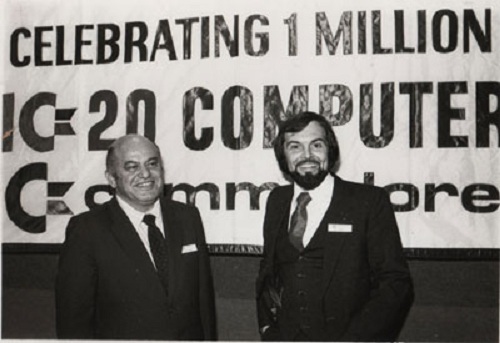 CELEBRATING 1 MILLION
IC 20 COMPUTER
commodore